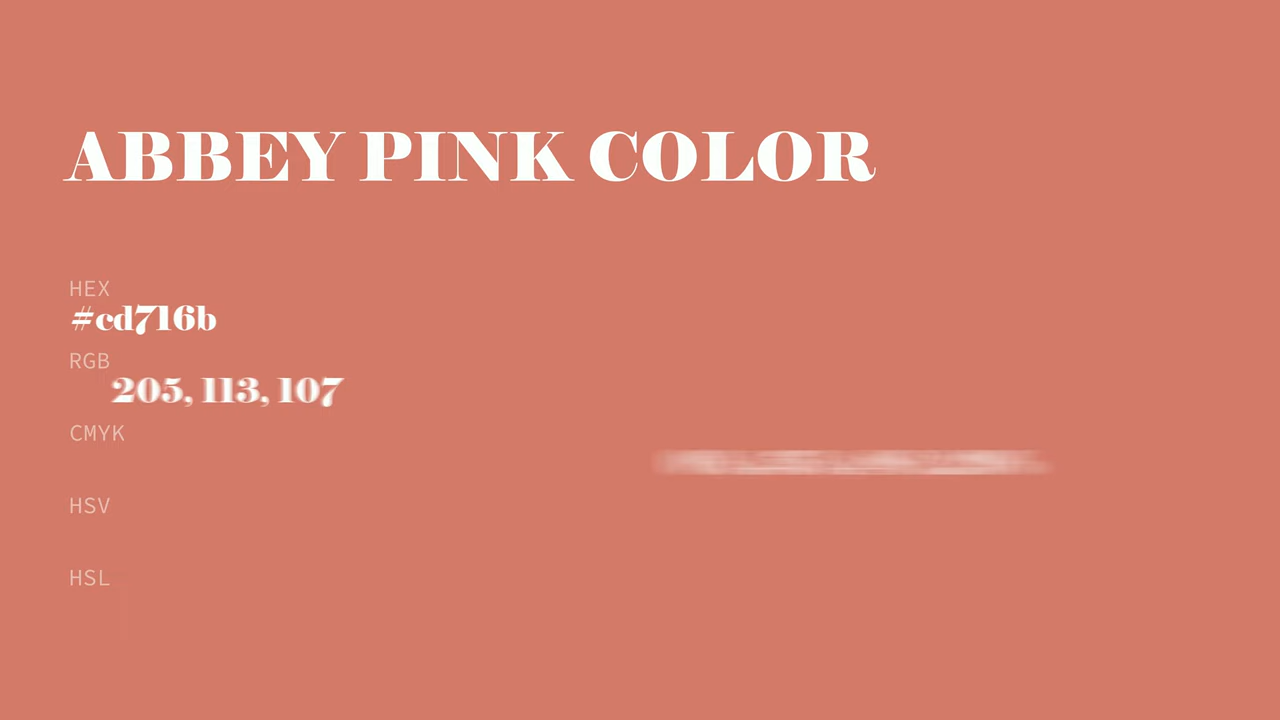 ABBEY PINK COLOR
HEX
#cd716b
RGB
205, 113, 107
CMYK
HSV
HSL